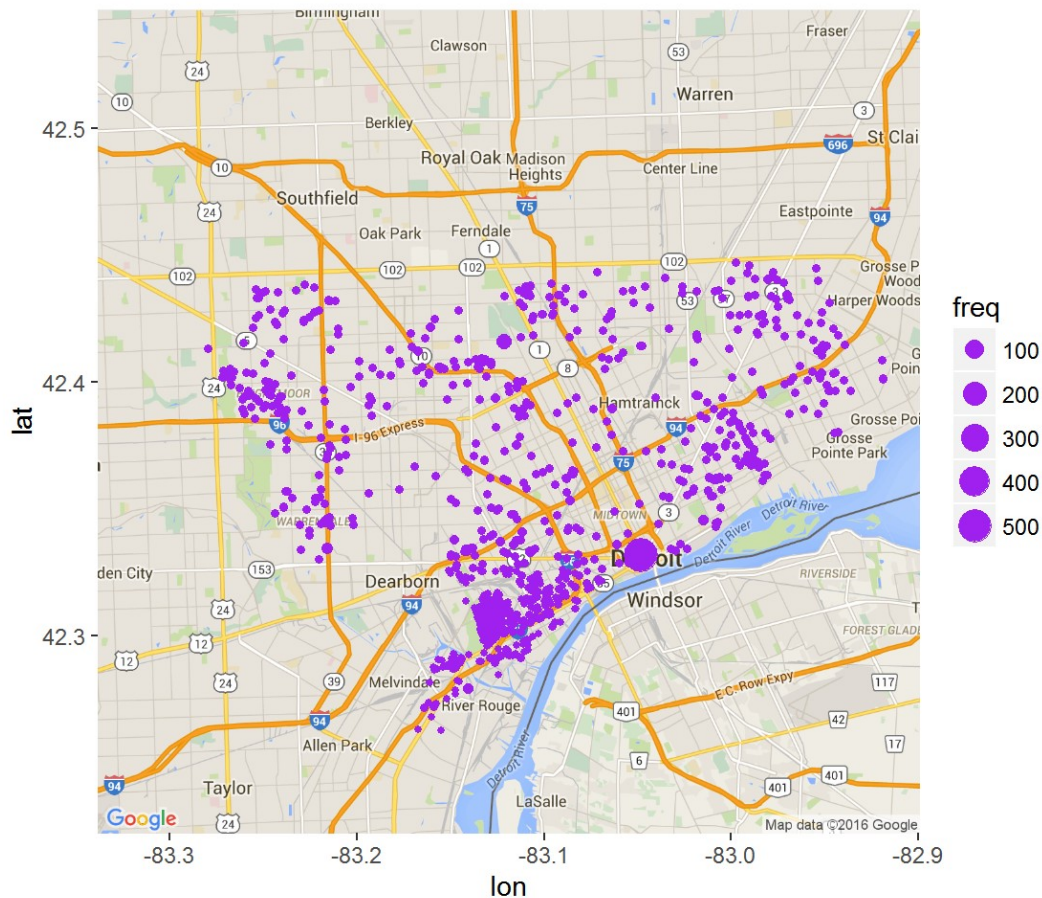 Birmingham
Fraser
Clawson
53
24
Warren
10
3
42.5
Berkley
696
St Clai
Royal Oak
Madison
Heights
10
Center Line
Southfield
75
24
Eastpointe
94
Oak Park
Ferndale
1
102
102
102
102
Grosse P
Wood
53
3
Harper Woods
freq
5
10
1
100
8
24
42.4
Hamtramck
200
96
94
Grosse Poi
I-96 Express
Grosse
Pointe Park
300
75
lat
400
MIDTOWN
3
Detroit River
500
Detroit River
153
den City
Dearborn
RIVERSIDE
94
Windsor
24
42.3
T
FOREST GLADE
12
12
24
39
Melvindale
E.C. Row Expy
117
River Rouge
401
42
94
Allen Park
17
6
Detroit River
94
Taylor
401
401
LaSalle
24
Google
Map data ©2016 Google
-83.3
-83.2
-83.1
-83.0
-82.9
lon